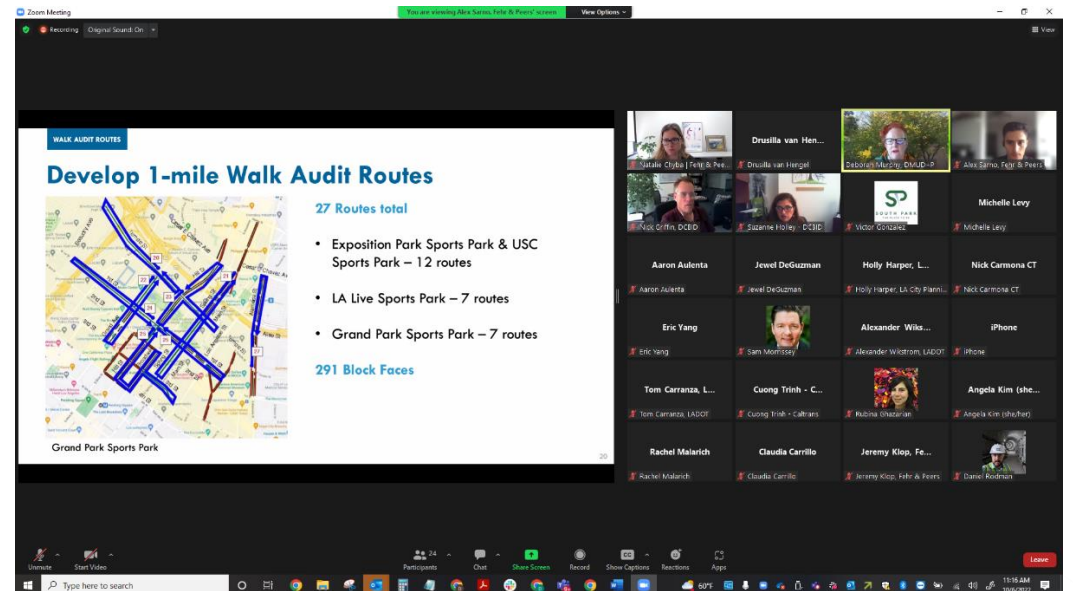 Zoom Meeting
You are viewing Alex Sarno, Fehr & Peers' screen
View Options
Recording
Original Sound: On
View
WALK AUDIT ROUTES
Develop 1-mile Walk Audit Routes
27 Routes total
• Exposition Park Sports Park & USC
Sports Park – 12 routes
• LA Live Sports Park – 7 routes
• Grand Park Sports Park – 7 routes
291 Block Faces
Grand Park Sports Park
20
Natalie Chyba | Fehr & Pee...
Drusilla van Hen...
Drusilla van Hengel
Deborah Murphy, DMUD+P
Alex Sarno, Fehr & Peers
Nick Griffin, DCBID
Suzanne Holley - DCBID
SOUTH PARK
Victor Gonzalez
Michelle Levy
Michelle Levy
Aaron Aulenta
Aaron Aulenta
Jewel DeGuzman
Jewel DeGuzman
Holly Harper, L...
Holly Harper, LA City Planni...
Nick Carmona CT
Nick Carmona CT
Eric Yang
Eric Yang
Sam Morrissey
Alexander Wiks...
Alexander Wikstrom, LADOT
iPhone
iPhone
Tom Carranza, L...
Tom Carranza, LADOT
Cuong Trinh - C...
Cuong Trinh - Caltrans
Rubina Ghazarian
Angela Kim (she...
Angela Kim (she/her)
Rachel Malarich
Rachel Malarich
Claudia Carrillo
Claudia Carrillo
Jeremy Klop, Fe...
Jeremy Klop, Fehr & Peers
Daniel Rodman
Unmute
Start Video
24
Participants
Chat
Share Screen
Record
CC
Show Captions
Reactions
Apps
Leave
Type here to search
60°F
11:15 AM
10/6/2022